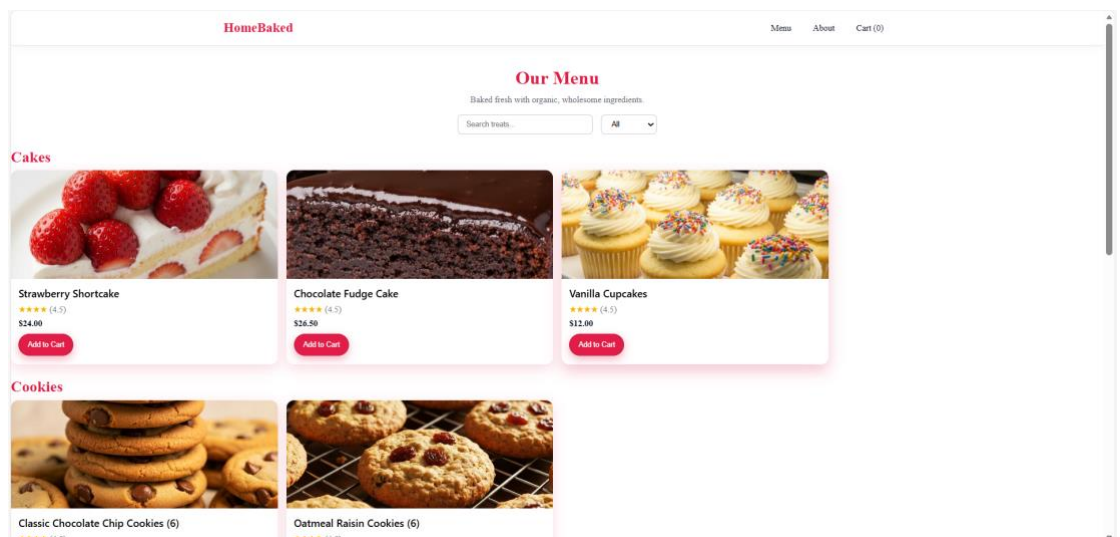 HomeBaked Menu About Cart (0)
Our Menu
Baked fresh with organic, wholesome ingredients.
Search treats... All
Cakes
Strawberry Shortcake Chocolate Fudge Cake Vanilla Cupcakes
★★★★ (4.5) ★★★★ (4.5) ★★★★ (4.5)
$24.00 $26.50 $12.00
Add to Cart Add to Cart Add to Cart
Cookies
Classic Chocolate Chip Cookies (6) Oatmeal Raisin Cookies (6)